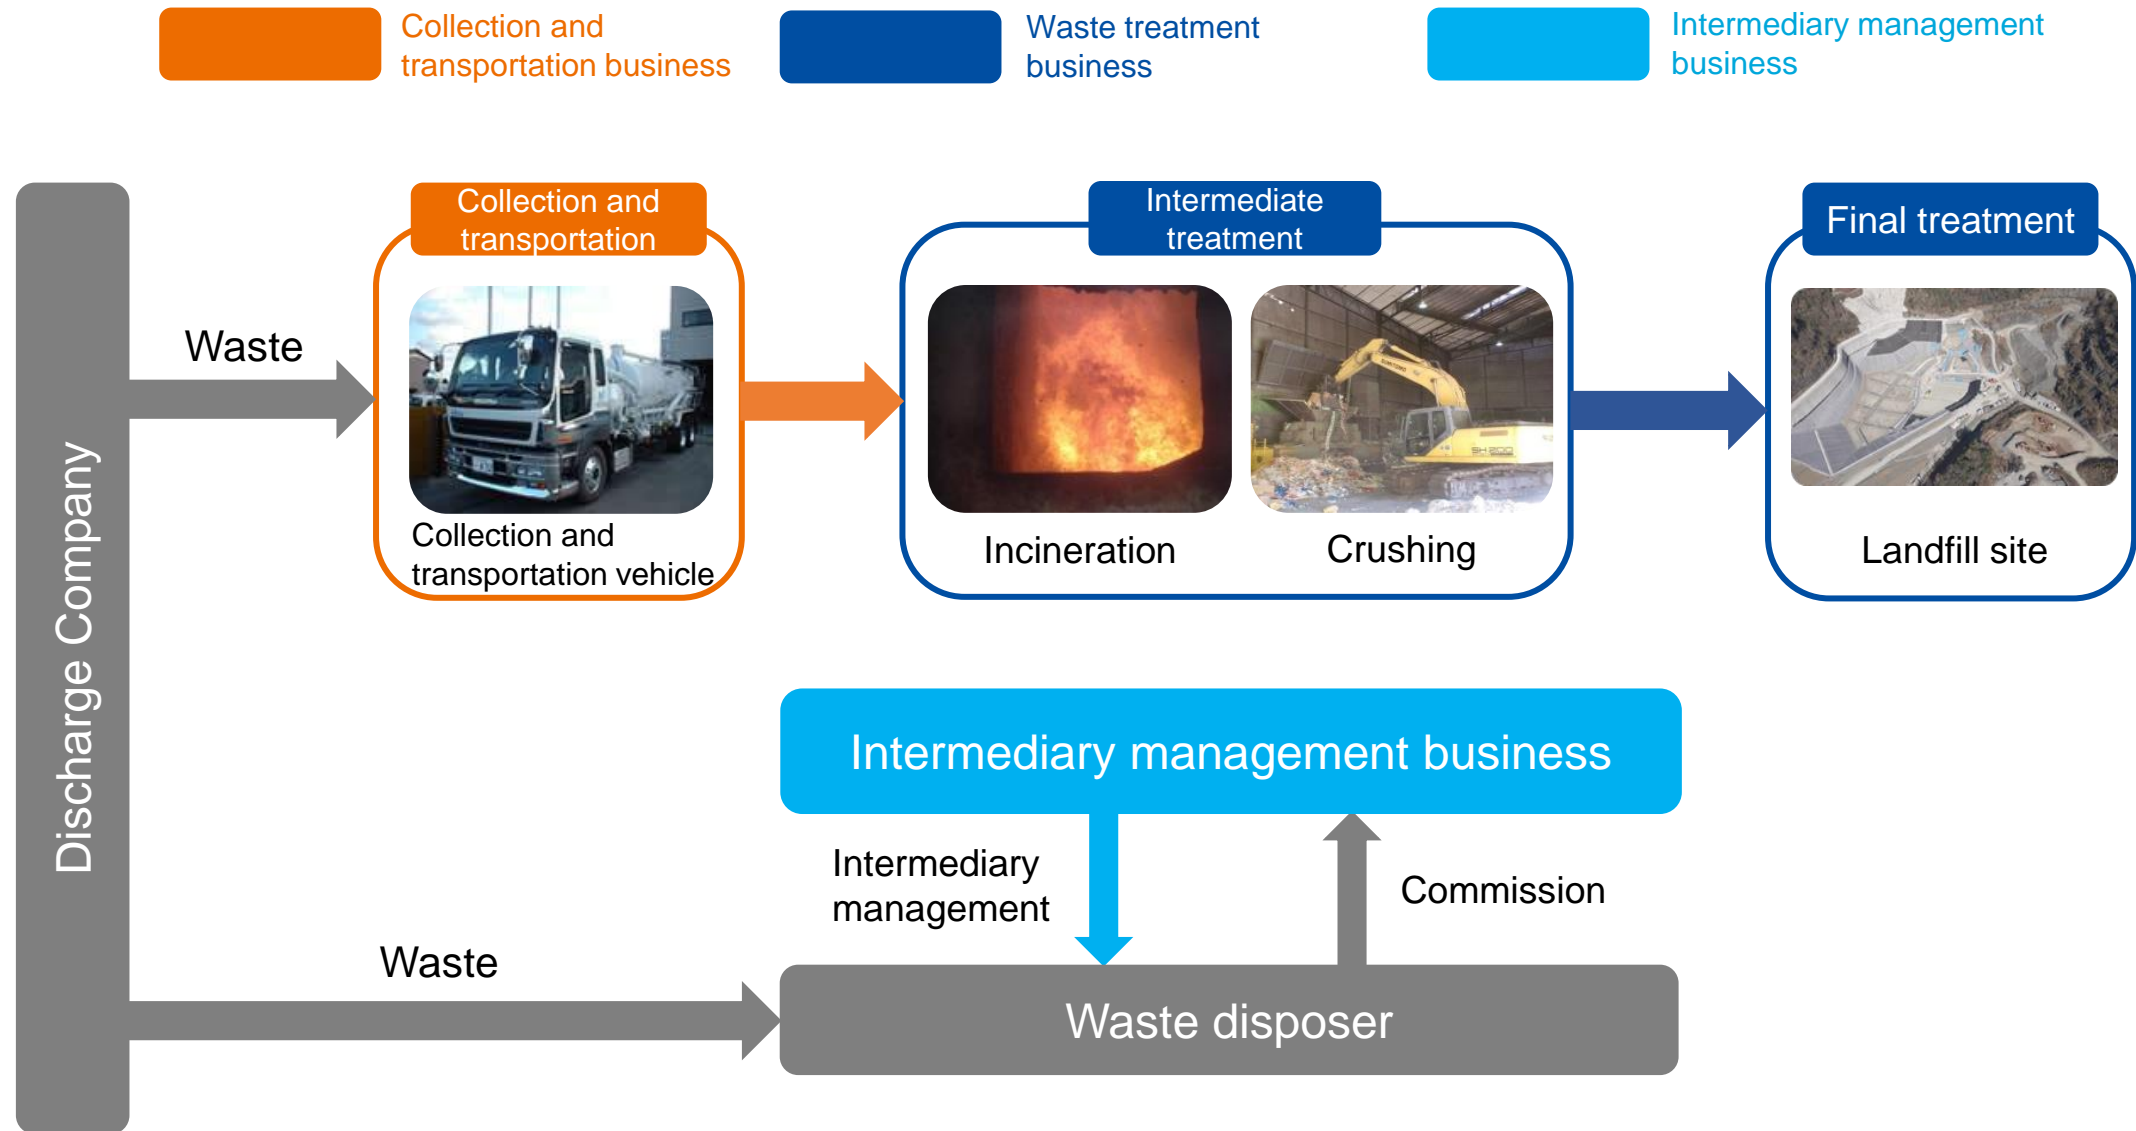 Collection and
transportation business
Waste treatment
business
Intermediary management
business
Discharge Company
Waste
Collection and
transportation
Collection and
transportation vehicle
Intermediate
treatment
SH200
Incineration
Crushing
Final treatment
Landfill site
Intermediary management business
Intermediary
management
Commission
Waste
Waste disposer